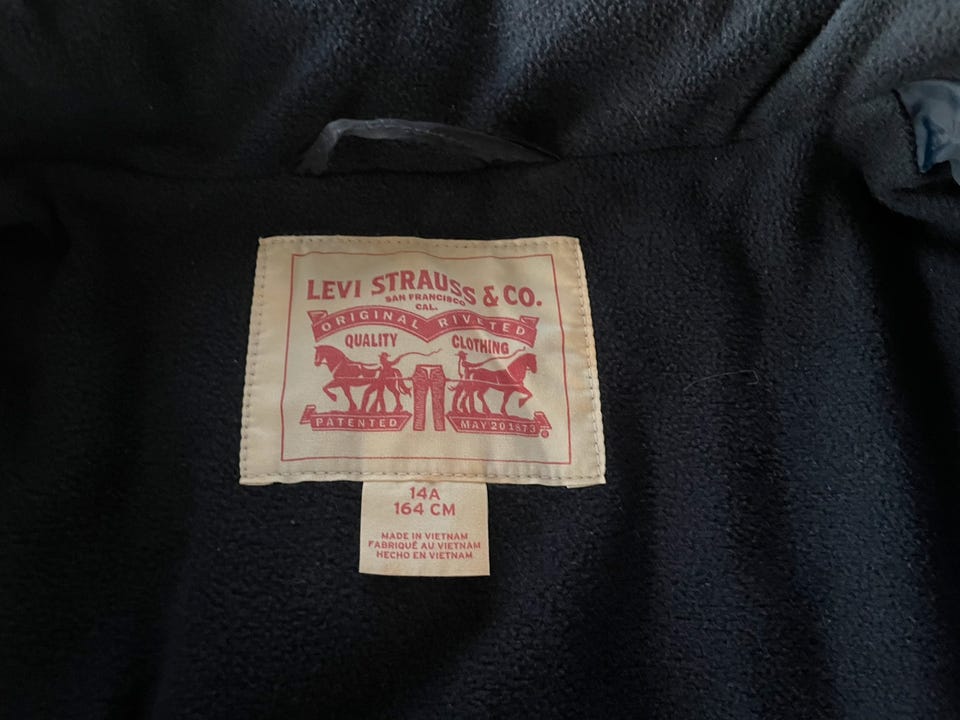 LEVI STRAUSS & CO.
SAN FRANCISCO
CAL.
ORIGINAL RIVETED
QUALITY CLOTHING
PATENTED MAY 20 1873
14A
164 CM
MADE IN VIETNAM
FABRIQUÉ AU VIETNAM
HECHO EN VIETNAM